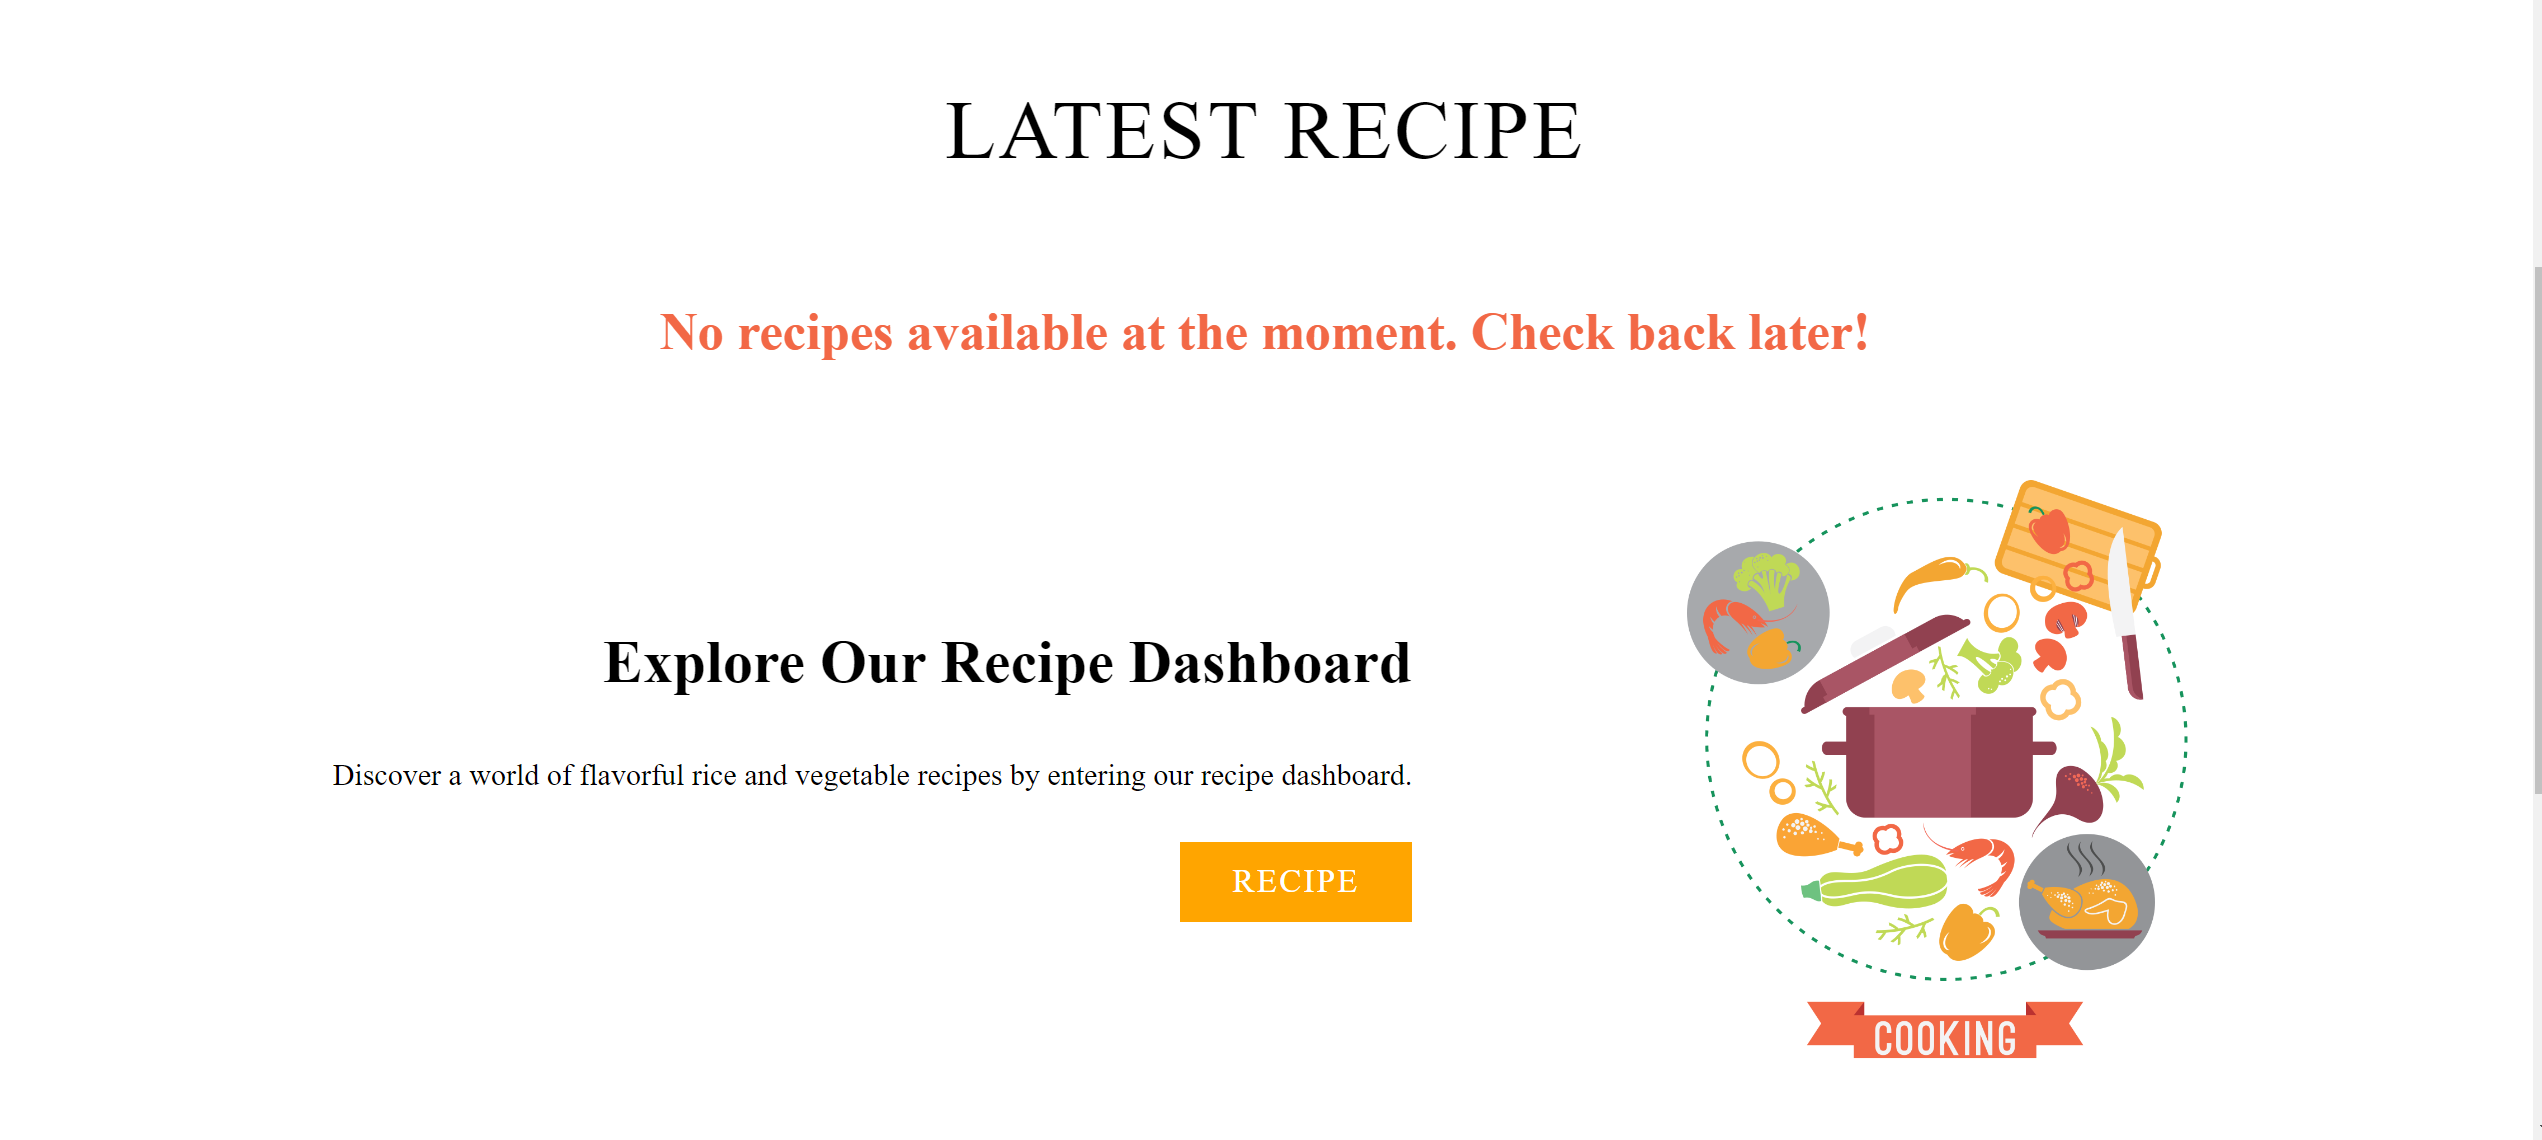 LATEST RECIPE
No recipes available at the moment. Check back later!
Explore Our Recipe Dashboard
Discover a world of flavorful rice and vegetable recipes by entering our recipe dashboard.
RECIPE
COOKING